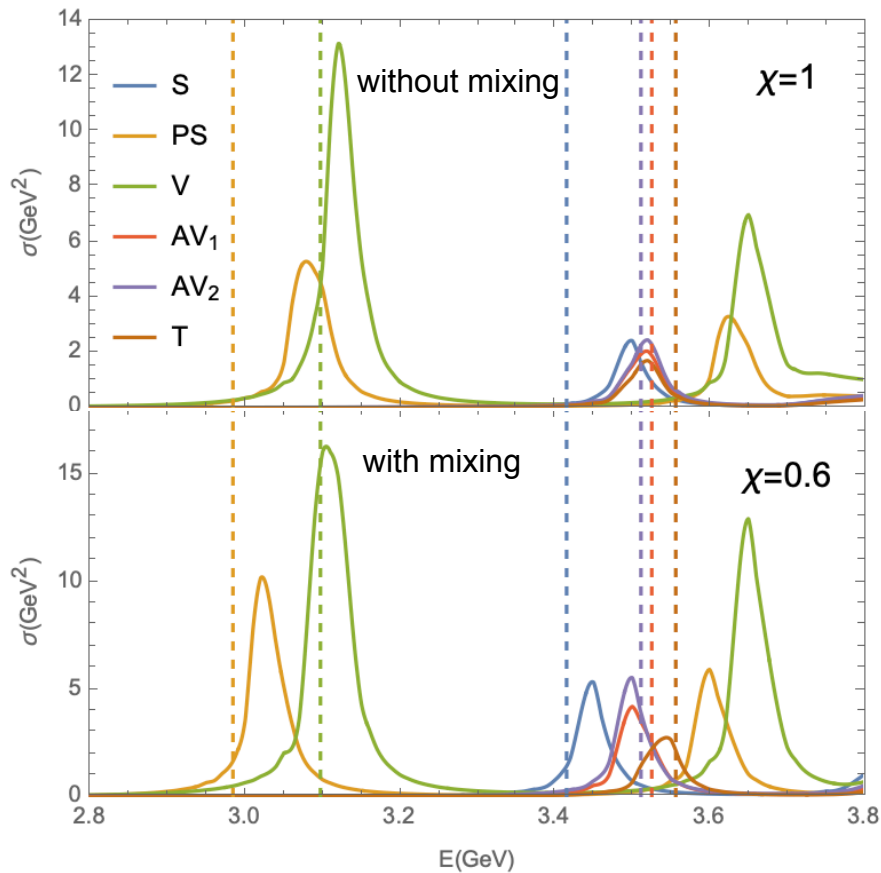 14
12
10
8
6
4
2
0
σ(GeV²)
without mixing
χ=1
S
PS
V
AV₁
AV₂
T
15
10
5
0
σ(GeV²)
with mixing
χ=0.6
2.8 3.0 3.2 3.4 3.6 3.8
E(GeV)